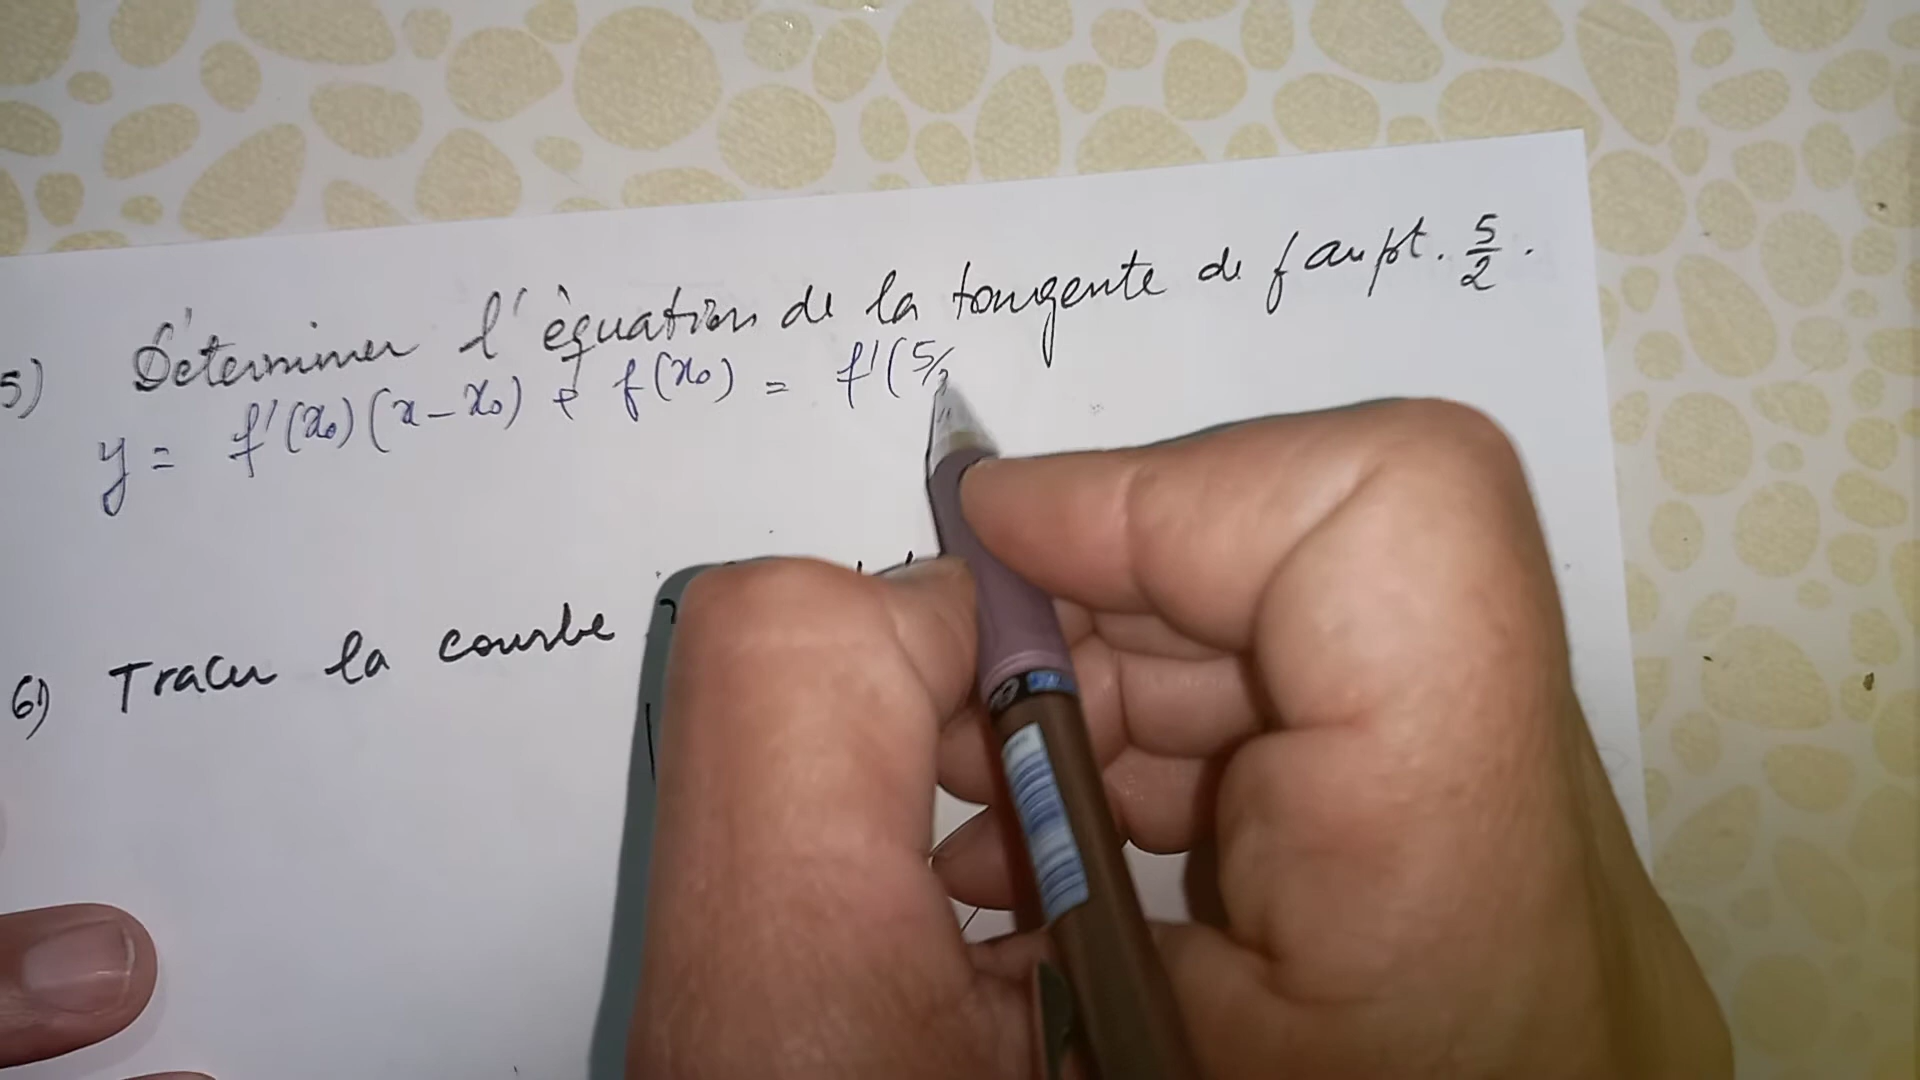 5) Déterminer l'équation de la tangente de f au pt. 5/2.
y = f'(x₀)(x-x₀) + f(x₀) = f'(5/2
6) Tracer la courbe